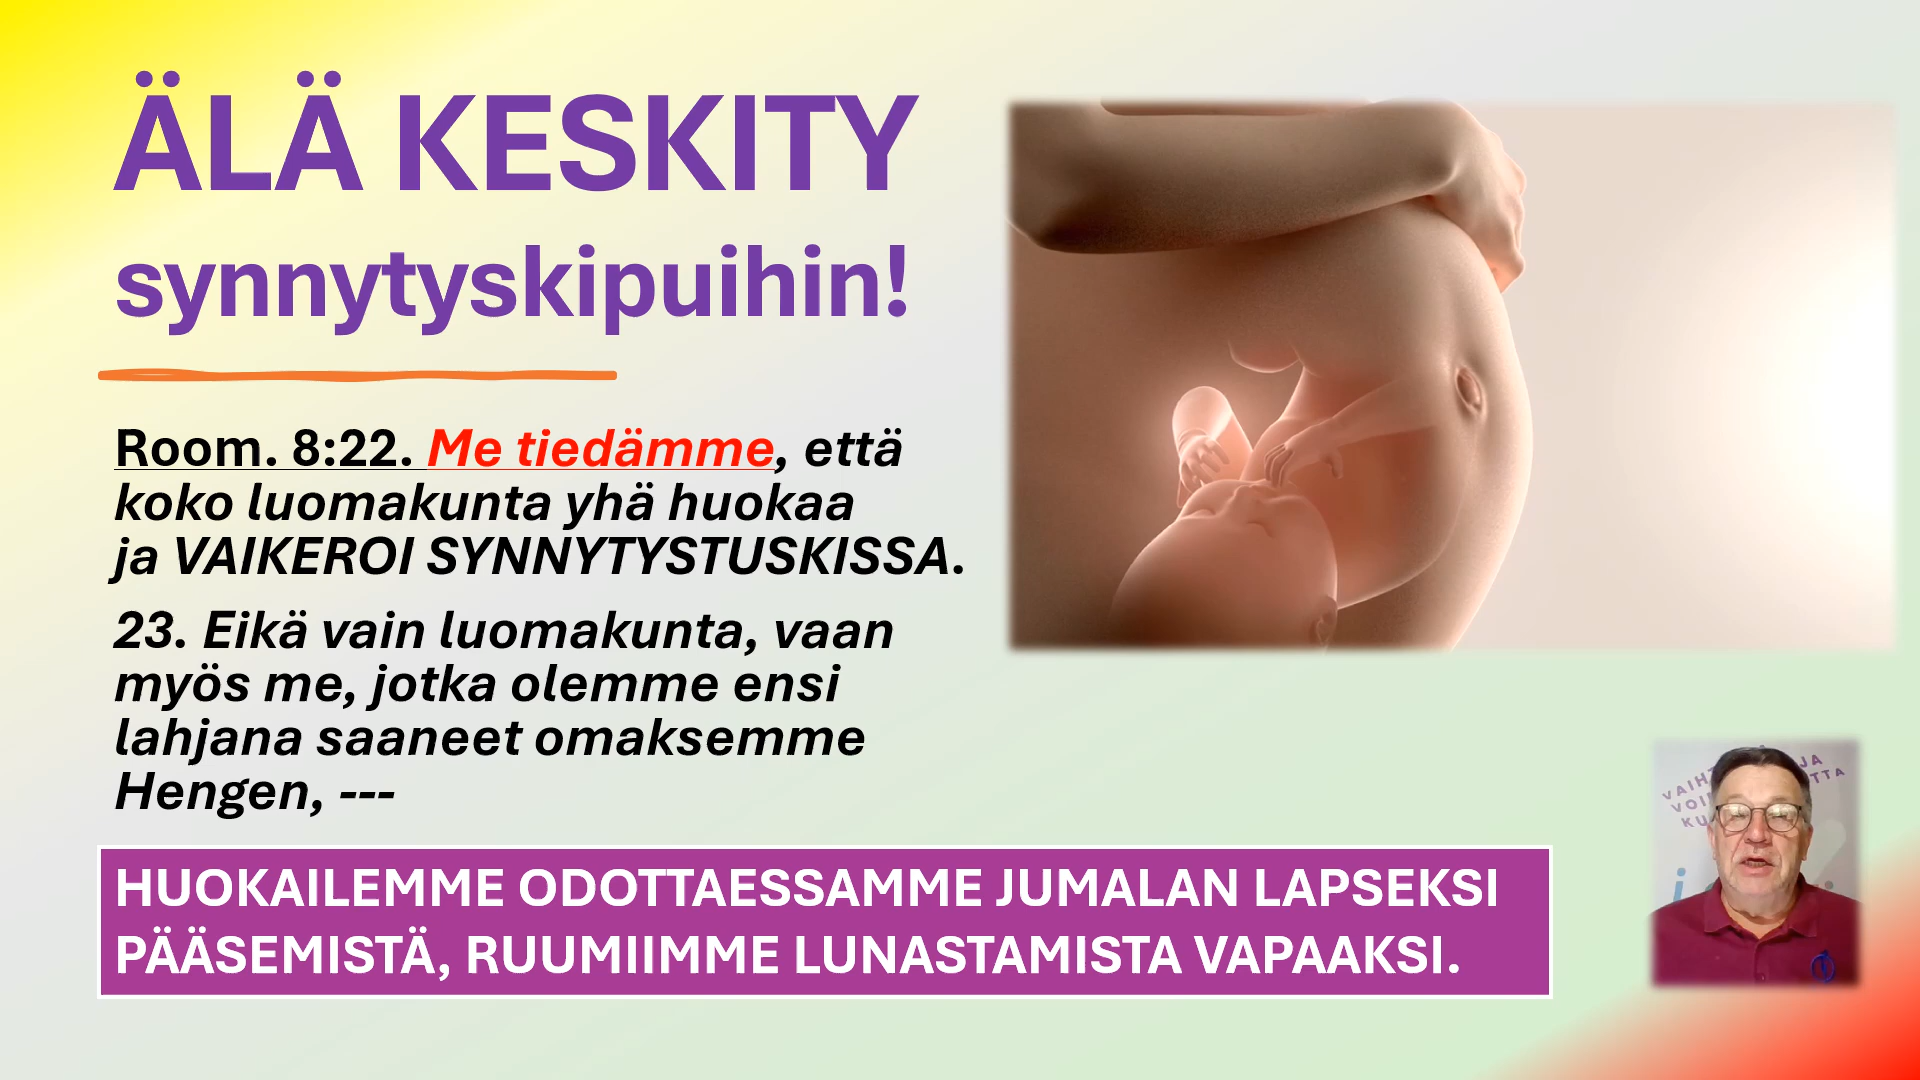 ÄLÄ KESKITY
synnytyskipuihin!
Room. 8:22. Me tiedämme, että
koko luomakunta yhä huokaa
ja VAIKEROI SYNNYTYSTUSKISSA.
23. Eikä vain luomakunta, vaan
myös me, jotka olemme ensi
lahjana saaneet omaksemme
Hengen, ---
HUOKAILEMME ODOTTAESSAMME JUMALAN LAPSEKSI
PÄÄSEMISTÄ, RUUMIIMME LUNASTAMISTA VAPAAKSI.